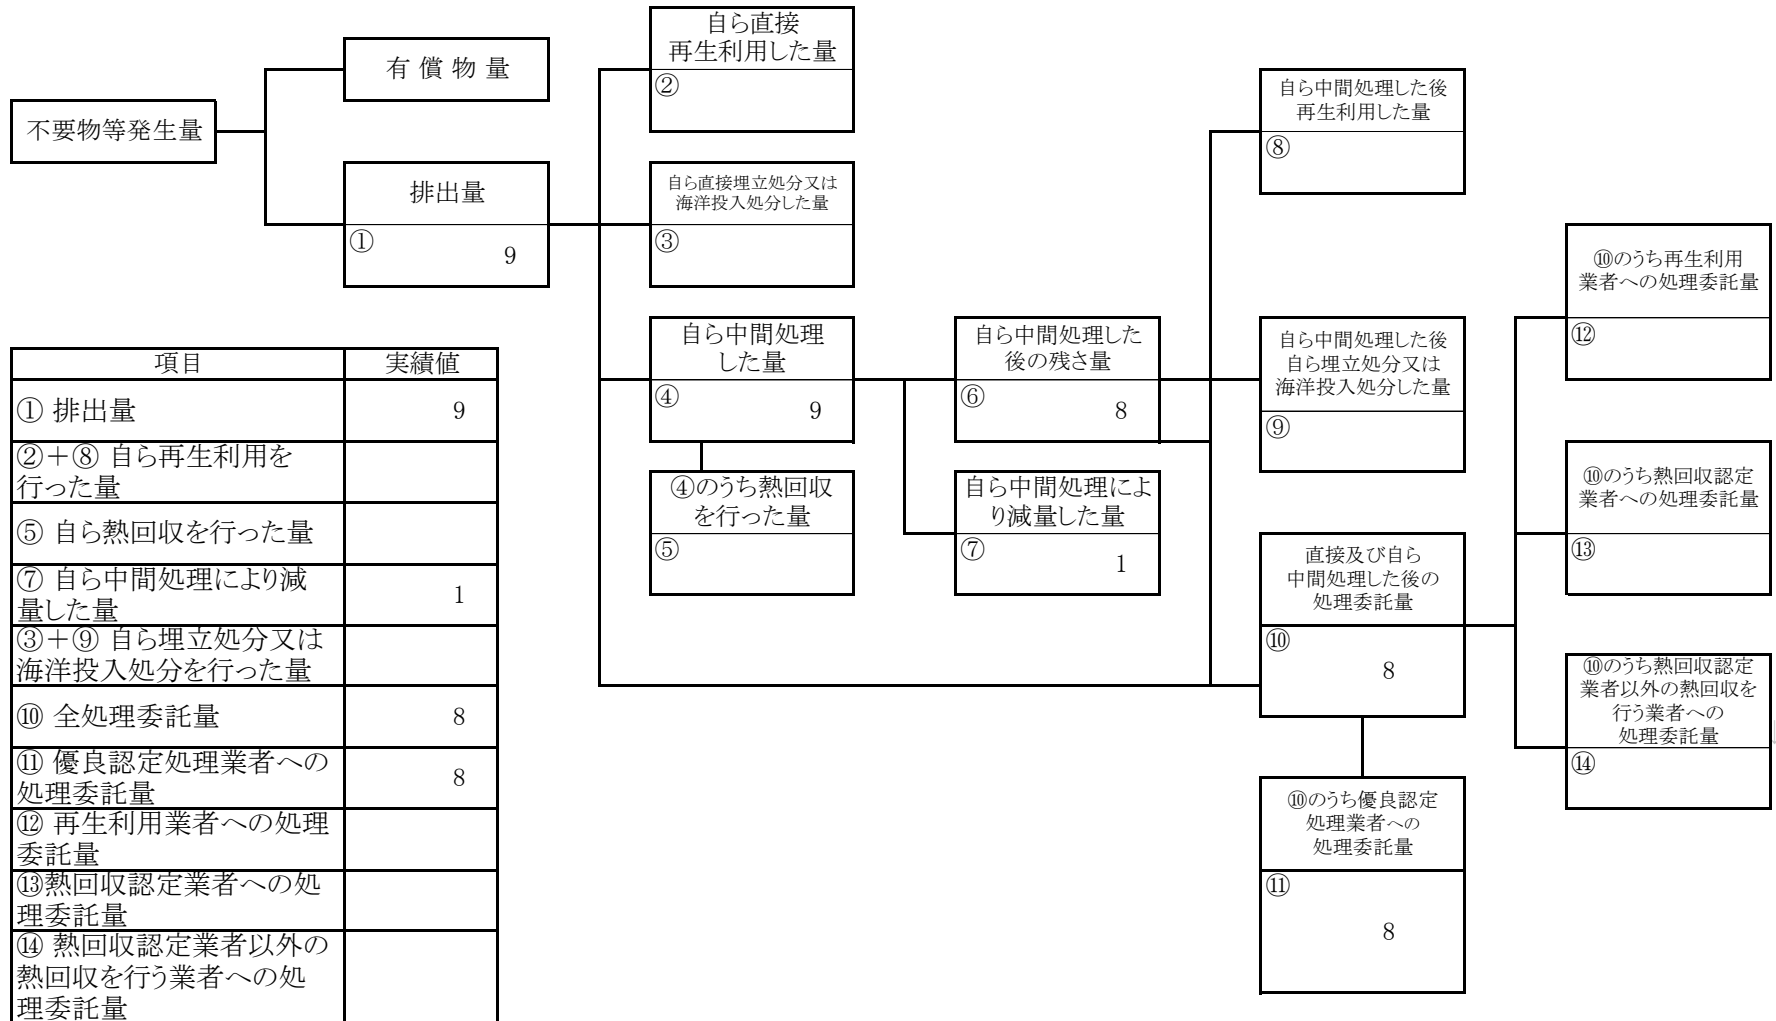 不要物等発生量
有 償 物 量
排出量
①
9
自ら直接
再生利用した量
②
自ら直接埋立処分又は
海洋投入処分した量
③
自ら中間処理
した量
④
9
④のうち熱回収
を行った量
⑤
自ら中間処理した
後の残さ量
⑥
8
自ら中間処理によ
り減量した量
⑦
1
自ら中間処理した後
再生利用した量
⑧
自ら中間処理した後
自ら埋立処分又は
海洋投入処分した量
⑨
直接及び自ら
中間処理した後の
処理委託量
⑩
8
⑩のうち優良認定
処理業者への
処理委託量
⑪
8
⑩のうち再生利用
業者への処理委託量
⑫
⑩のうち熱回収認定
業者への処理委託量
⑬
⑩のうち熱回収認定
業者以外の熱回収を
行う業者への
処理委託量
⑭
項目 実績値
① 排出量 9
②＋⑧ 自ら再生利用を
行った量
⑤ 自ら熱回収を行った量
⑦ 自ら中間処理により減
量した量 1
③＋⑨ 自ら埋立処分又は
海洋投入処分を行った量
⑩ 全処理委託量 8
⑪ 優良認定処理業者への
処理委託量 8
⑫ 再生利用業者への処理
委託量
⑬熱回収認定業者への処
理委託量
⑭ 熱回収認定業者以外の
熱回収を行う業者への処
理委託量